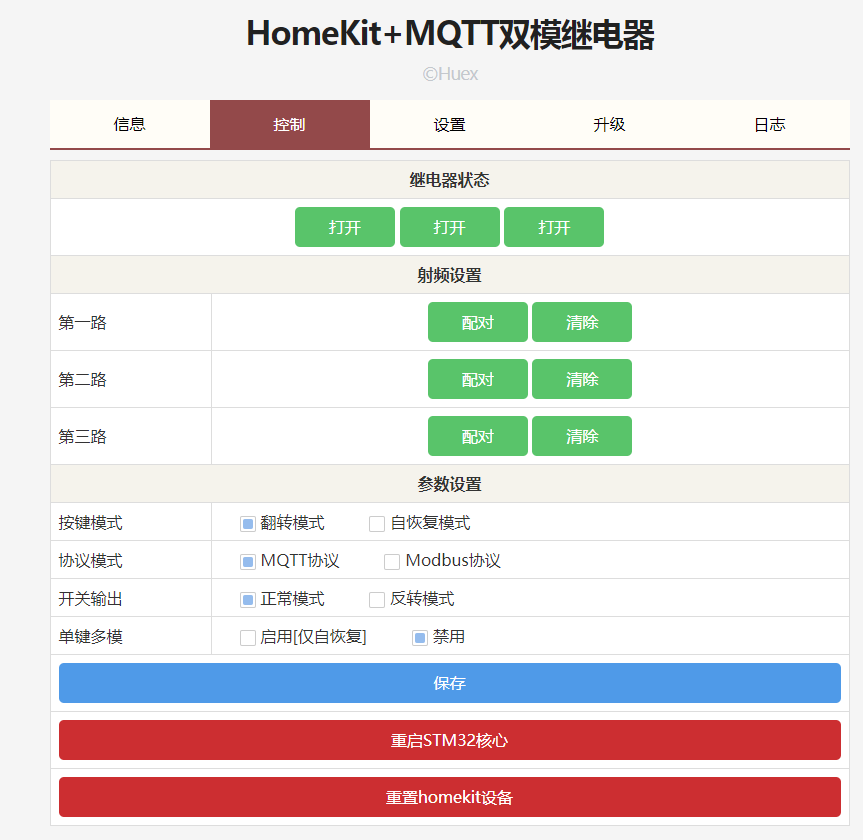 HomeKit+MQTT双模继电器
©Huex
信息 控制 设置 升级 日志
继电器状态
打开 打开 打开
射频设置
第一路 配对 清除
第二路 配对 清除
第三路 配对 清除
参数设置
按键模式 翻转模式 自恢复模式
协议模式 MQTT协议 Modbus协议
开关输出 正常模式 反转模式
单键多模 启用[仅自恢复] 禁用
保存
重启STM32核心
重置homekit设备